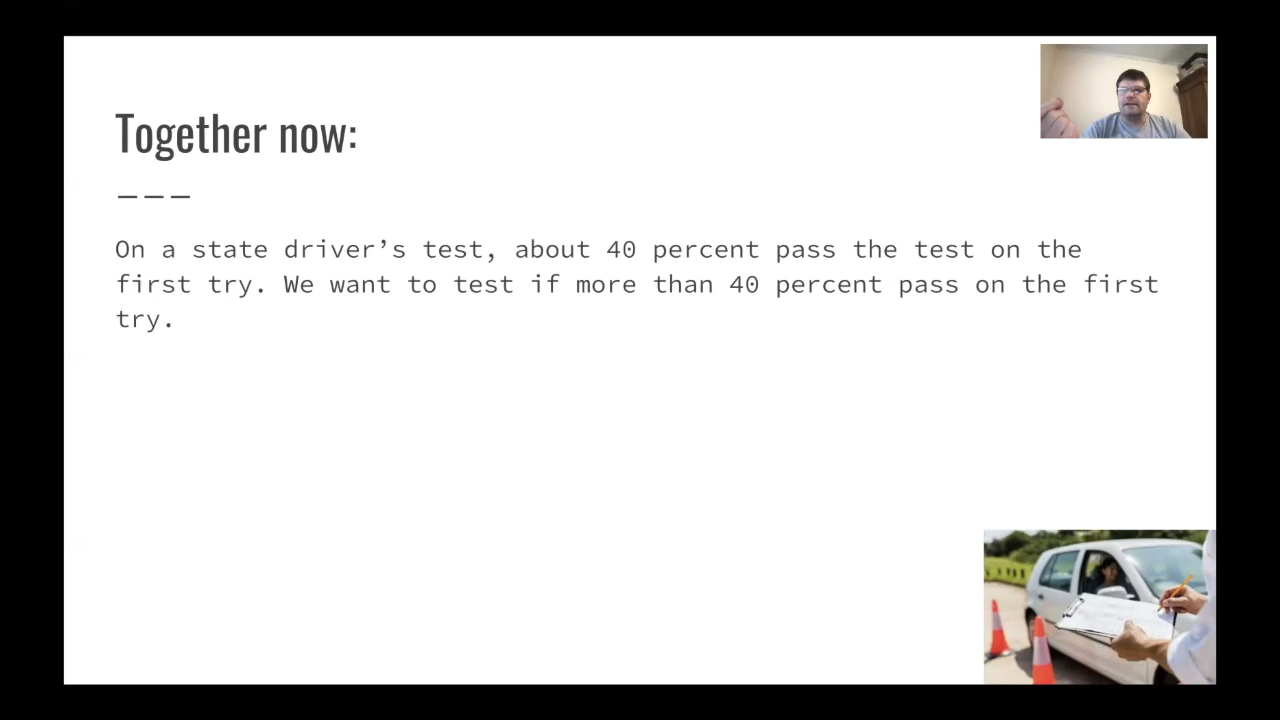 Together now:
On a state driver’s test, about 40 percent pass the test on the
first try. We want to test if more than 40 percent pass on the first
try.